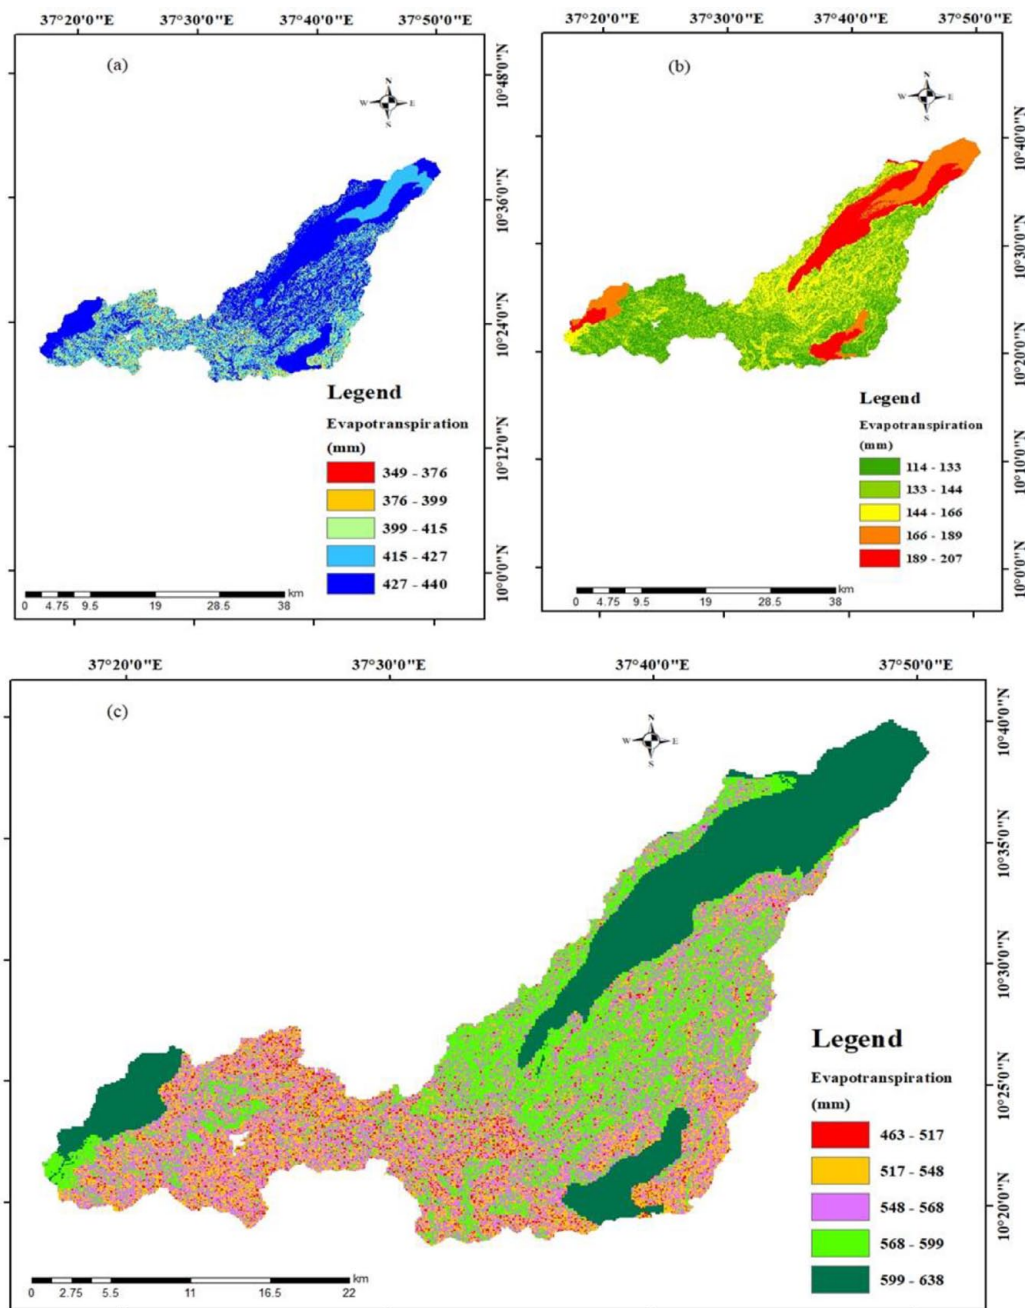 37°20'0"E 37°30'0"E 37°40'0"E 37°50'0"E
(a)
N
W E
S
10°48'0"N
10°36'0"N
10°24'0"N
10°12'0"N
10°0'0"N
Legend
Evapotranspiration
(mm)
349 - 376
376 - 399
399 - 415
415 - 427
427 - 440
km
0 4.75 9.5 19 28.5 38
37°20'0"E 37°30'0"E 37°40'0"E 37°50'0"E
(b)
N
W E
S
10°40'0"N
10°30'0"N
10°20'0"N
10°10'0"N
10°0'0"N
Legend
Evapotranspiration
(mm)
114 - 133
133 - 144
144 - 166
166 - 189
189 - 207
km
0 4.75 9.5 19 28.5 38
37°20'0"E 37°30'0"E 37°40'0"E 37°50'0"E
(c)
N
W E
S
10°40'0"N
10°35'0"N
10°30'0"N
10°25'0"N
10°20'0"N
Legend
Evapotranspiration
(mm)
463 - 517
517 - 548
548 - 568
568 - 599
599 - 638
km
0 2.75 5.5 11 16.5 22